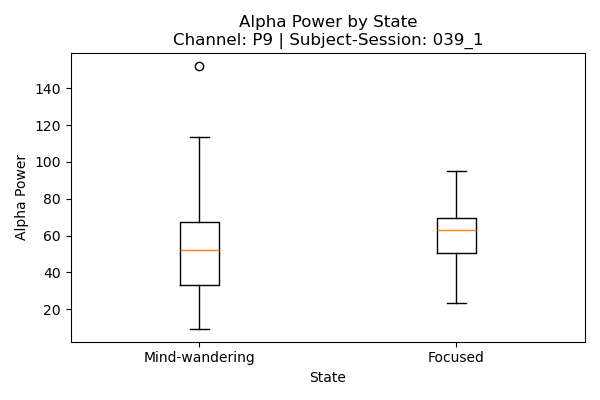 Alpha Power by State
Channel: P9 | Subject-Session: 039_1
Alpha Power
140
120
100
80
60
40
20
Mind-wandering
Focused
State